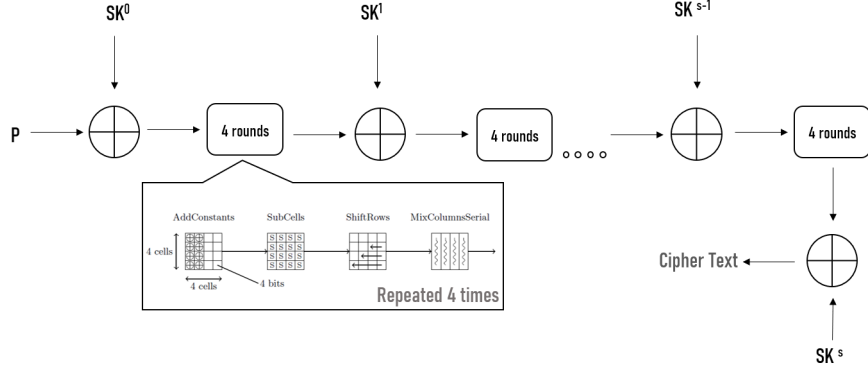 SK⁰
SK¹
SK ˢ⁻¹
P
4 rounds
4 rounds
4 rounds
AddConstants
SubCells
ShiftRows
MixColumnsSerial
S S S S
S S S S
S S S S
S S S S
4 cells
4 cells
4 bits
Repeated 4 times
Cipher Text
SK ˢ